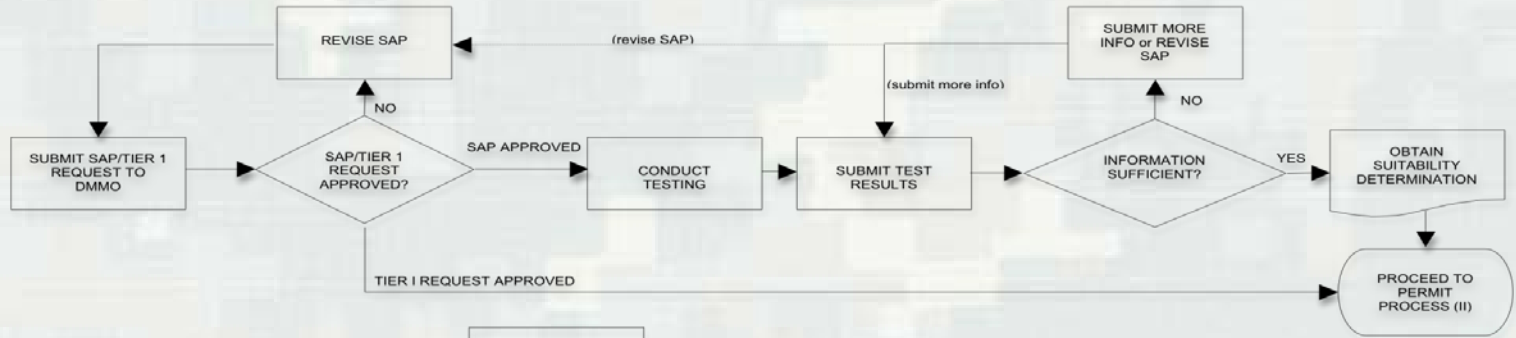 REVISE SAP
(revise SAP)
SUBMIT MORE
INFO or REVISE
SAP
(submit more info)
NO
NO
SUBMIT SAP/TIER 1
REQUEST TO
DMMO
SAP/TIER 1
REQUEST
APPROVED?
SAP APPROVED
CONDUCT
TESTING
SUBMIT TEST
RESULTS
INFORMATION
SUFFICIENT?
YES
OBTAIN
SUITABILITY
DETERMINATION
TIER I REQUEST APPROVED
PROCEED TO
PERMIT
PROCESS (II)